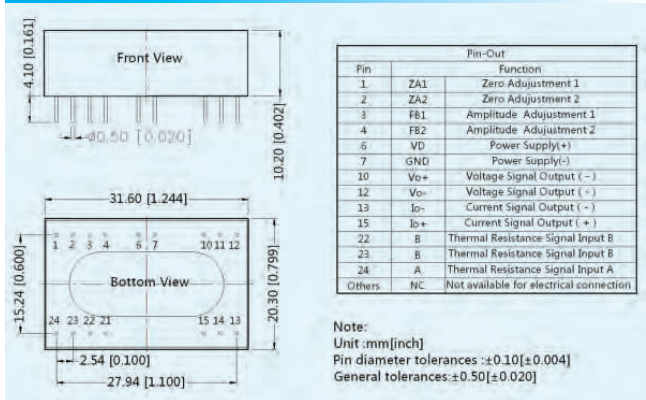 4.10 [0.161]
Front View
ø0.50 [0.020]
10.20 [0.402]
31.60 [1.244]
1 2 3 4 6 7 10 11 12
15.24 [0.600]
Bottom View
20.30 [0.799]
24 23 22 21 15 14 13
2.54 [0.100]
27.94 [1.100]
Pin-Out
Pin Function
1 ZA1 Zero Adujustment 1
2 ZA2 Zero Adujustment 2
3 FB1 Amplitude Adujustment 1
4 FB2 Amplitude Adujustment 2
6 VD Power Supply(+)
7 GND Power Supply(-)
10 Vo+ Voltage Signal Output ( - )
12 Vo- Voltage Signal Output ( + )
13 Io- Current Signal Output ( - )
15 Io+ Current Signal Output ( + )
22 B Thermal Resistance Signal Input B
23 B Thermal Resistance Signal Input B
24 A Thermal Resistance Signal Input A
Others NC Not available for electrical connection
Note:
Unit :mm[inch]
Pin diameter tolerances :±0.10[±0.004]
General tolerances:±0.50[±0.020]